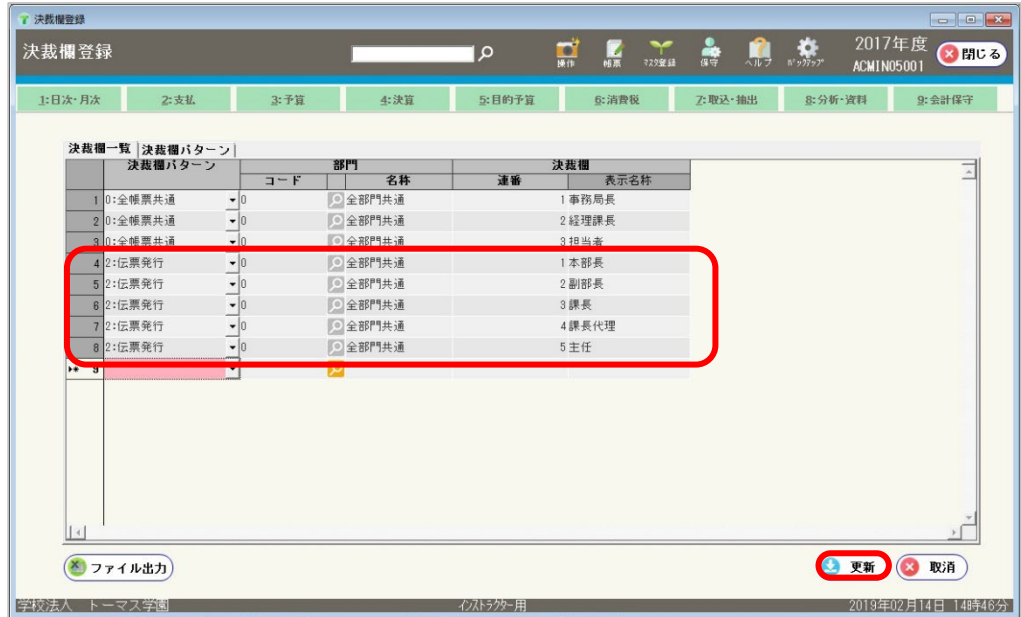 決裁欄登録
決裁欄登録
操作 帳票 マスタ登録 保守 ヘルプ ﾊﾞｯｸｱｯﾌﾟ
2017年度
ACMIN05001
閉じる
1:日次・月次 2:支払 3:予算 4:決算 5:目的予算 6:消費税 7:取込・抽出 8:分析・資料 9:会計保守
決裁欄一覧 決裁欄パターン
決裁欄パターン 部門 決裁欄
コード 名称 連番 表示名称
1 0:全帳票共通 0 全部門共通 1 事務局長
2 0:全帳票共通 0 全部門共通 2 経理課長
3 0:全帳票共通 0 全部門共通 3 担当者
4 2:伝票発行 0 全部門共通 1 本部長
5 2:伝票発行 0 全部門共通 2 副部長
6 2:伝票発行 0 全部門共通 3 課長
7 2:伝票発行 0 全部門共通 4 課長代理
8 2:伝票発行 0 全部門共通 5 主任
9
ファイル出力 更新 取消
学校法人 トーマス学園 ｲﾝｽﾄﾗｸﾀｰ用 2019年02月14日 14時46分